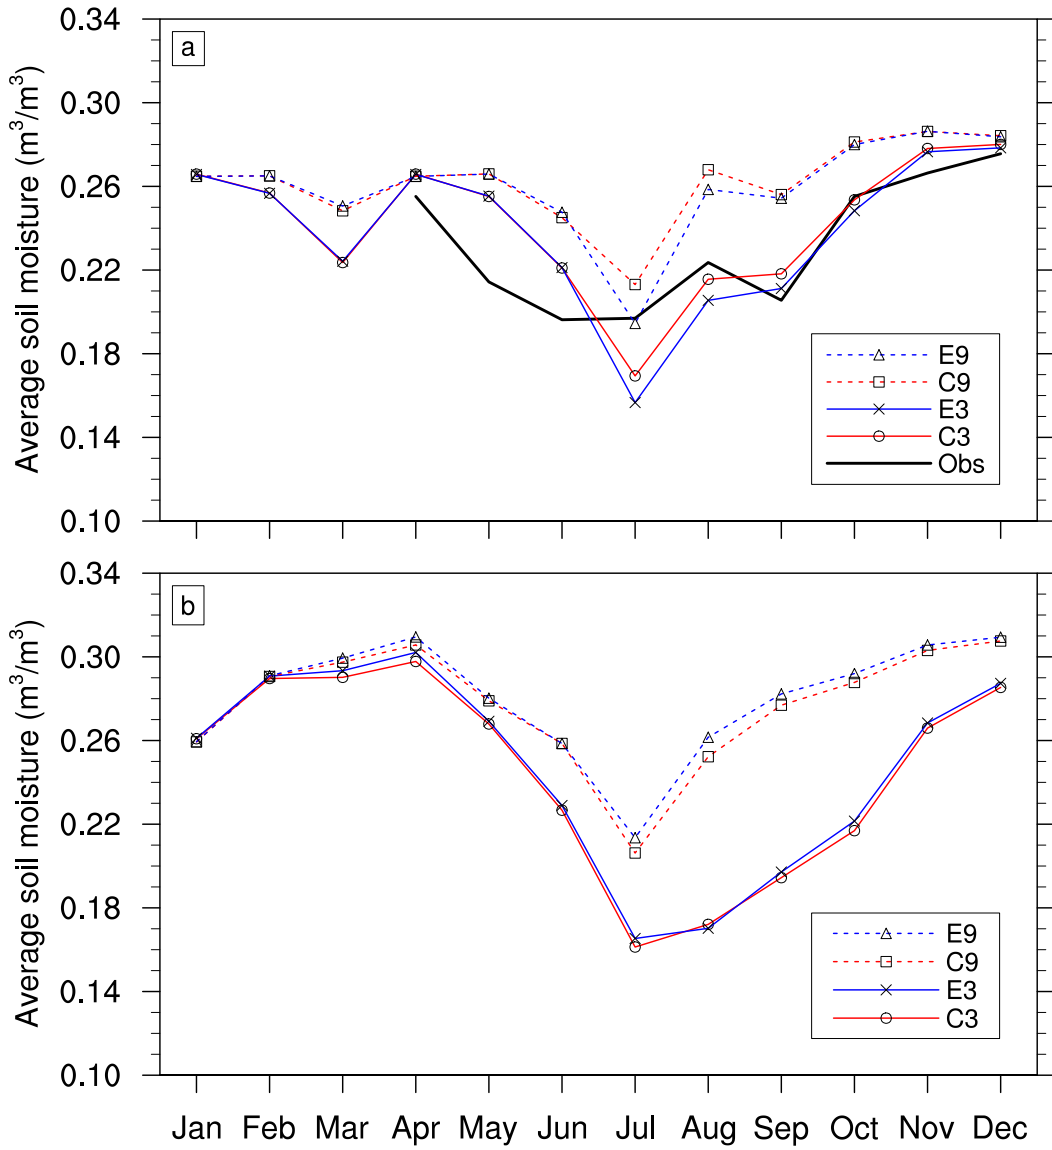 a
Average soil moisture (m³/m³)
0.34
0.30
0.26
0.22
0.18
0.14
0.10
E9
C9
E3
C3
Obs
b
Average soil moisture (m³/m³)
0.34
0.30
0.26
0.22
0.18
0.14
0.10
E9
C9
E3
C3
Jan Feb Mar Apr May Jun Jul Aug Sep Oct Nov Dec